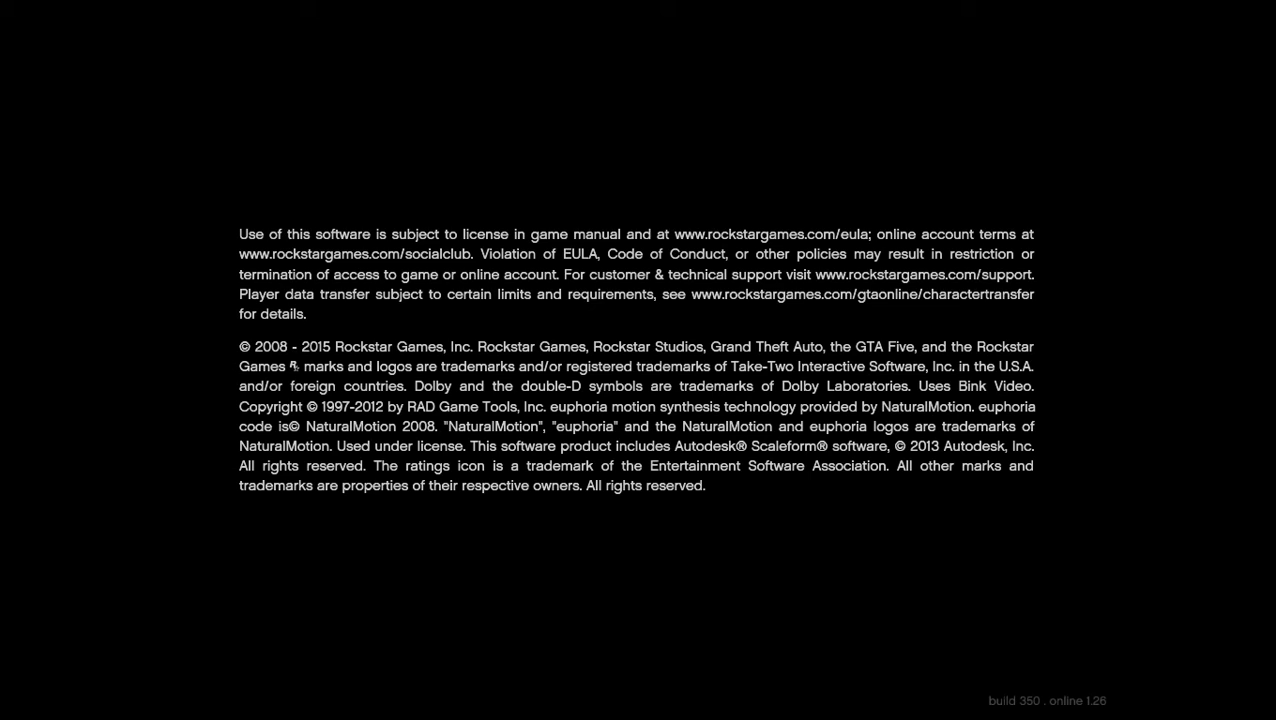 Use of this software is subject to license in game manual and at www.rockstargames.com/eula; online account terms at
www.rockstargames.com/socialclub. Violation of EULA, Code of Conduct, or other policies may result in restriction or
termination of access to game or online account. For customer & technical support visit www.rockstargames.com/support.
Player data transfer subject to certain limits and requirements, see www.rockstargames.com/gtaonline/charactertransfer
for details.
© 2008 - 2015 Rockstar Games, Inc. Rockstar Games, Rockstar Studios, Grand Theft Auto, the GTA Five, and the Rockstar
Games R* marks and logos are trademarks and/or registered trademarks of Take-Two Interactive Software, Inc. in the U.S.A.
and/or foreign countries. Dolby and the double-D symbols are trademarks of Dolby Laboratories. Uses Bink Video.
Copyright © 1997-2012 by RAD Game Tools, Inc. euphoria motion synthesis technology provided by NaturalMotion. euphoria
code is© NaturalMotion 2008. "NaturalMotion", "euphoria" and the NaturalMotion and euphoria logos are trademarks of
NaturalMotion. Used under license. This software product includes Autodesk® Scaleform® software, © 2013 Autodesk, Inc.
All rights reserved. The ratings icon is a trademark of the Entertainment Software Association. All other marks and
trademarks are properties of their respective owners. All rights reserved.
build 350 . online 1.26